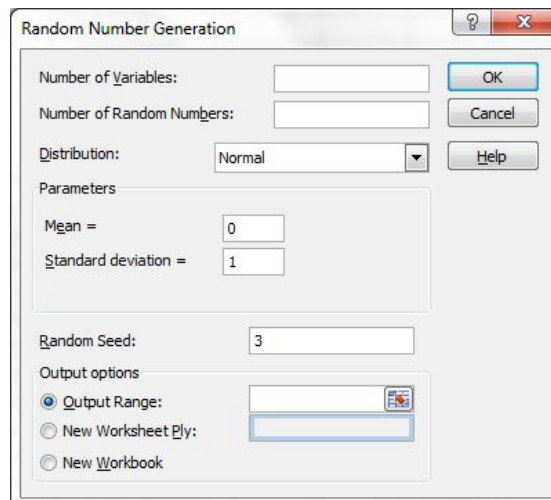 Random Number Generation
?
X
Number of Variables:
OK
Number of Random Numbers:
Cancel
Distribution:
Normal
Help
Parameters
Mean =
0
Standard deviation =
1
Random Seed:
3
Output options
Output Range:
New Worksheet Ply:
New Workbook